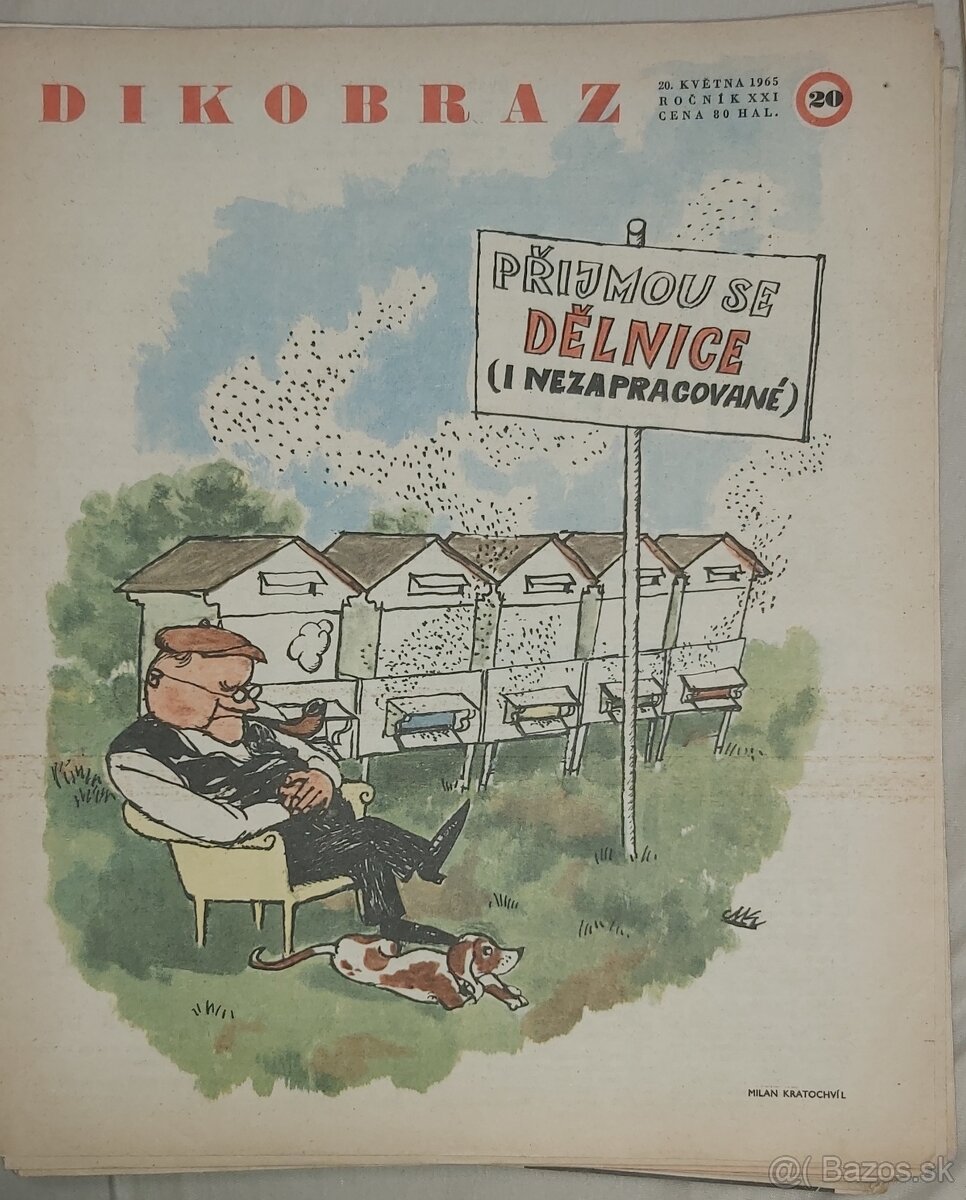 DIKOBRAZ
20. KVĚTNA 1965
ROČNÍK XXI
CENA 80 HAL.
20
PŘIJMOU SE
DĚLNICE
(I NEZAPRACOVANÉ)
MILAN KRATOCHVÍL
@( Bazos.sk